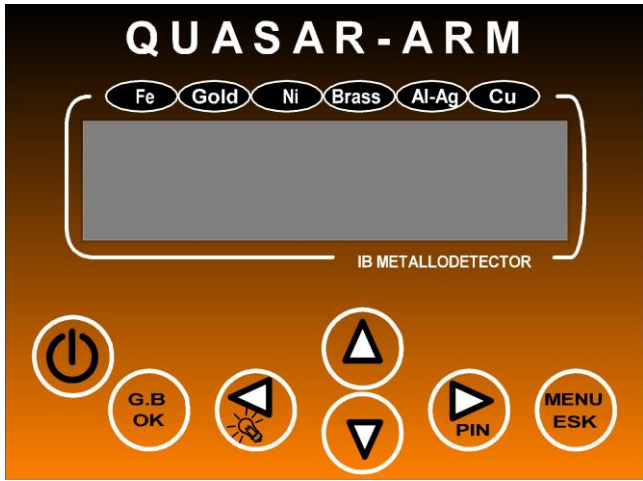 QUASAR-ARM
Fe Gold Ni Brass Al-Ag Cu
IB METALLODETECTOR
G.B
OK
PIN
MENU
ESK